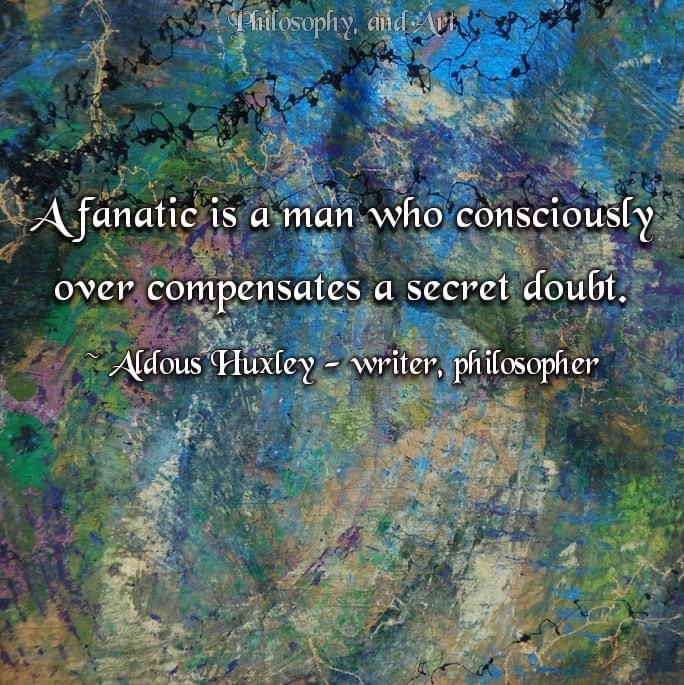 Philosophy, and Art
A fanatic is a man who consciously
over compensates a secret doubt.
~ Aldous Huxley - writer, philosopher